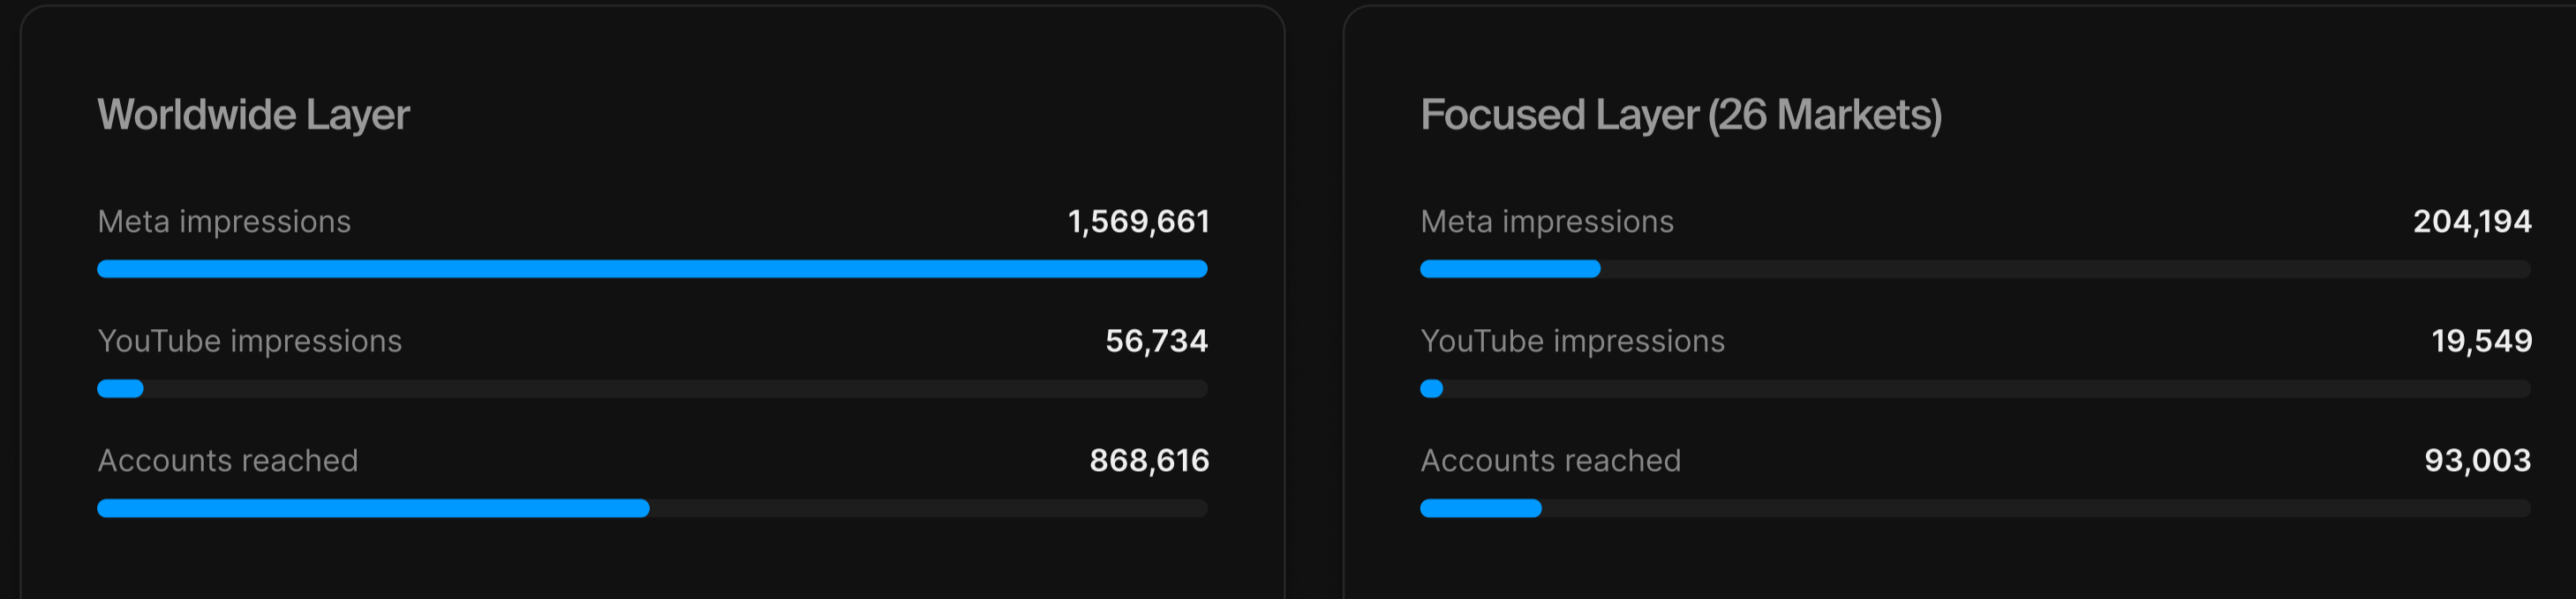 Worldwide Layer
Meta impressions 1,569,661
YouTube impressions 56,734
Accounts reached 868,616
Focused Layer (26 Markets)
Meta impressions 204,194
YouTube impressions 19,549
Accounts reached 93,003